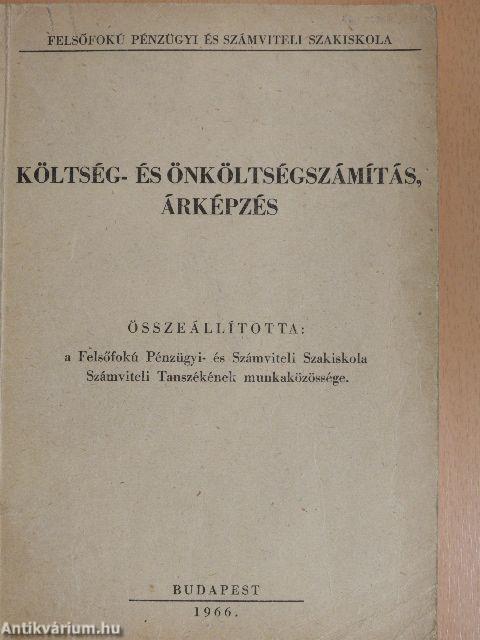 FELSŐFOKÚ PÉNZÜGYI ÉS SZÁMVITELI SZAKISKOLA
KÖLTSÉG- ÉS ÖNKÖLTSÉGSZÁMÍTÁS,
ÁRKÉPZÉS
ÖSSZEÁLLÍTOTTA:
a Felsőfokú Pénzügyi- és Számviteli Szakiskola
Számviteli Tanszékének munkaközössége.
BUDAPEST
1966.
Antikvárium.hu